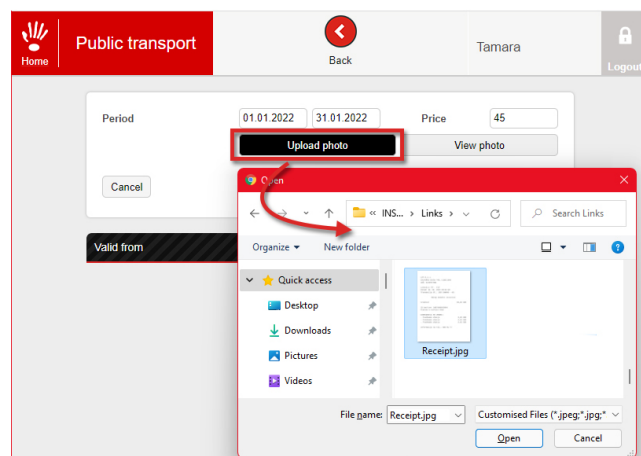 Home
Public transport
Back
Tamara
Logout
Period
01.01.2022
31.01.2022
Price
45
Upload photo
View photo
Cancel
Valid from
Open
« INS... › Links ›
Search Links
Organize
New folder
Quick access
Desktop
Downloads
Pictures
Videos
Receipt.jpg
File name:
Receipt.jpg
Customised Files (*.jpeg;*.jpg;*
Open
Cancel